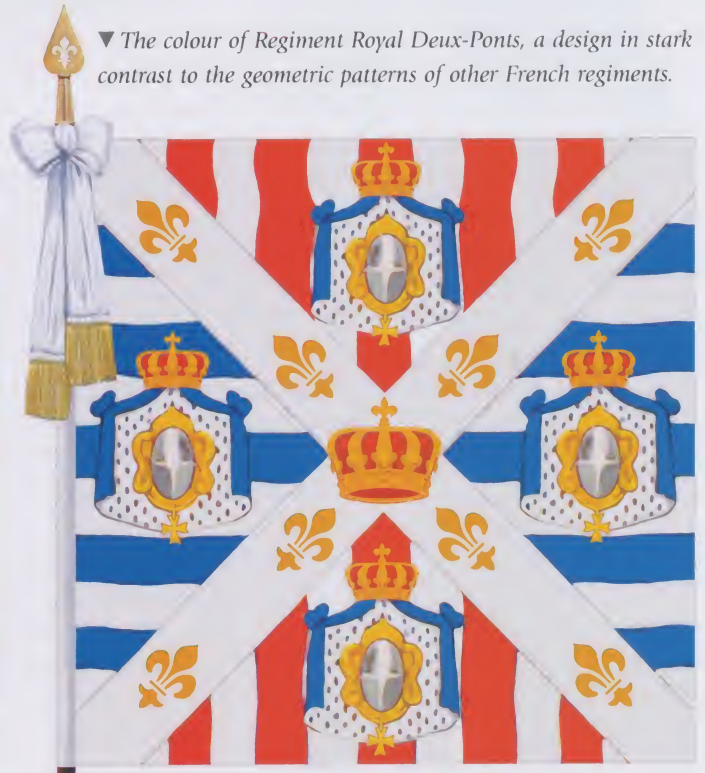 ▼ The colour of Regiment Royal Deux-Ponts, a design in stark
contrast to the geometric patterns of other French regiments.